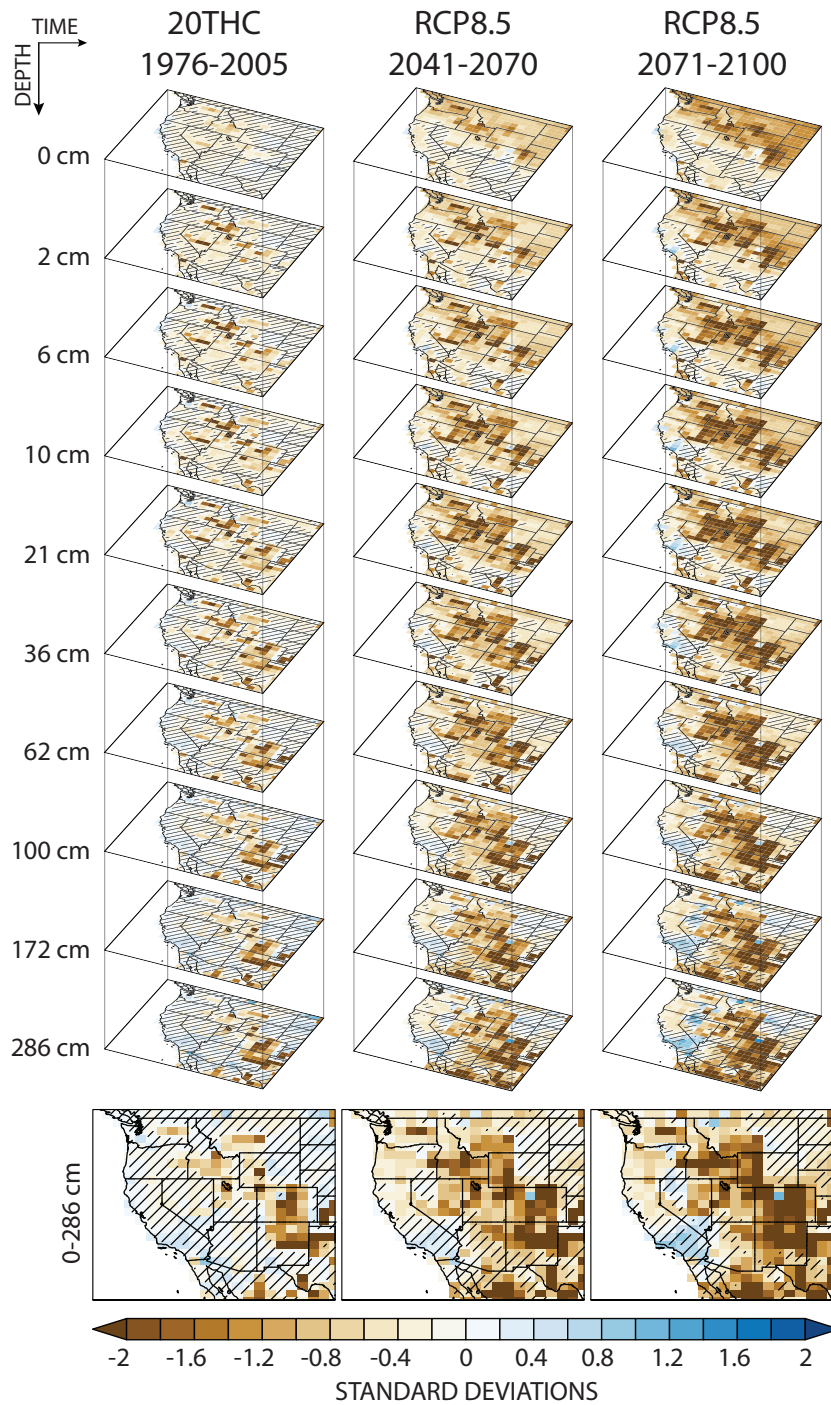 TIME
DEPTH
20THC
1976-2005
RCP8.5
2041-2070
RCP8.5
2071-2100
0 cm
2 cm
6 cm
10 cm
21 cm
36 cm
62 cm
100 cm
172 cm
286 cm
0-286 cm
-2 -1.6 -1.2 -0.8 -0.4 0 0.4 0.8 1.2 1.6 2
STANDARD DEVIATIONS